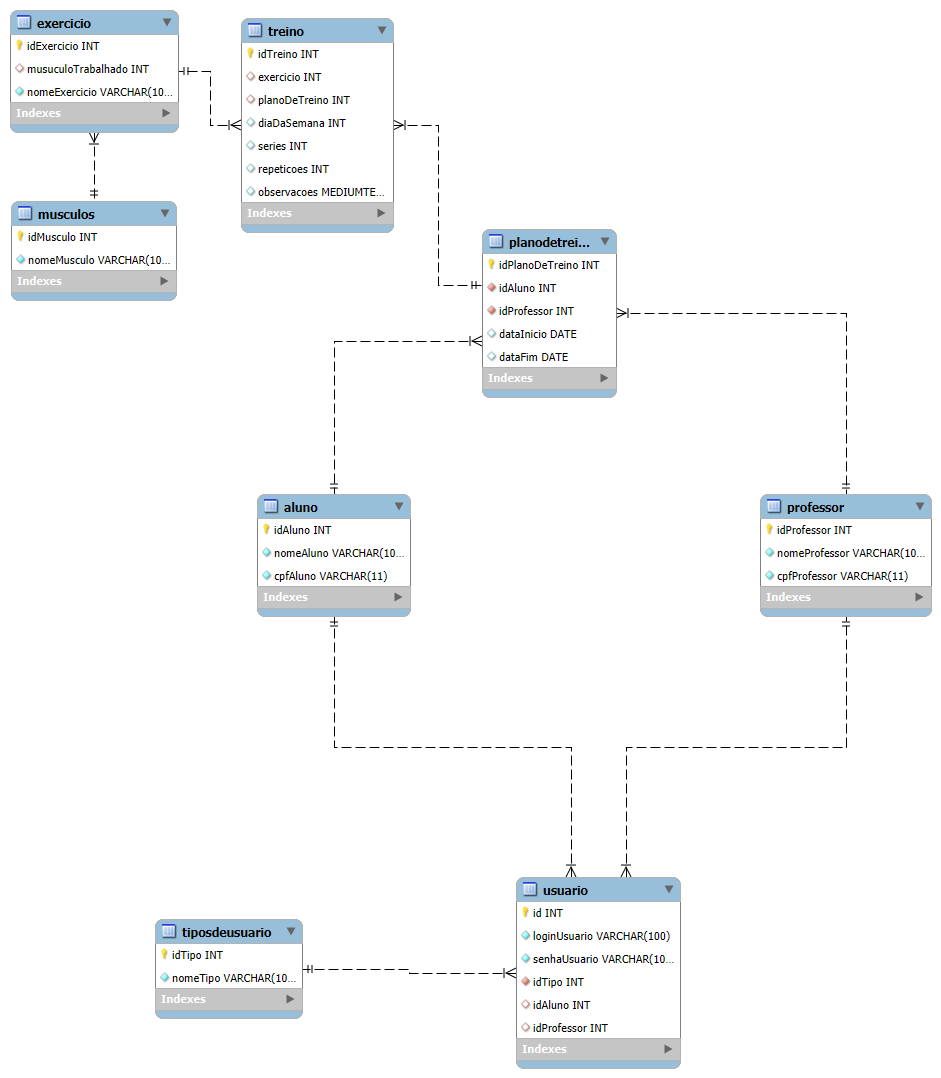 exercicio
idExercicio INT
musuculoTrabalhado INT
nomeExercicio VARCHAR(10...
Indexes
treino
idTreino INT
exercicio INT
planoDeTreino INT
diaDaSemana INT
series INT
repeticoes INT
observacoes MEDIUMTE...
Indexes
musculos
idMusculo INT
nomeMusculo VARCHAR(10...
Indexes
planodetrei...
idPlanoDeTreino INT
idAluno INT
idProfessor INT
dataInicio DATE
dataFim DATE
Indexes
aluno
idAluno INT
nomeAluno VARCHAR(10...
cpfAluno VARCHAR(11)
Indexes
professor
idProfessor INT
nomeProfessor VARCHAR(10...
cpfProfessor VARCHAR(11)
Indexes
usuario
id INT
loginUsuario VARCHAR(100)
senhaUsuario VARCHAR(10...
idTipo INT
idAluno INT
idProfessor INT
Indexes
tiposdeusuario
idTipo INT
nomeTipo VARCHAR(10...
Indexes